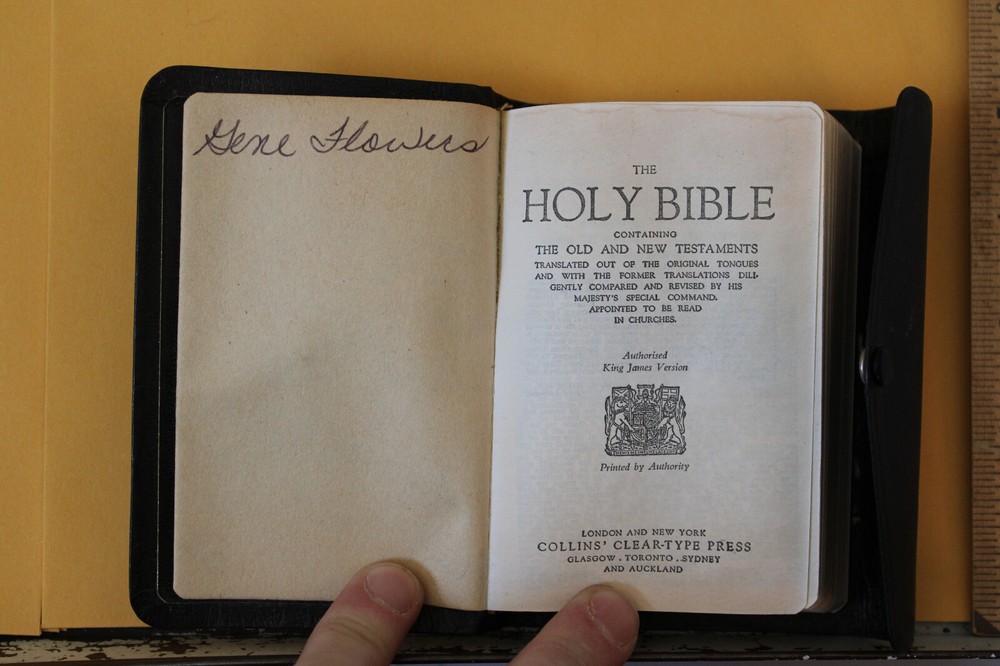 Gene Flowers
THE
HOLY BIBLE
CONTAINING
THE OLD AND NEW TESTAMENTS
TRANSLATED OUT OF THE ORIGINAL TONGUES
AND WITH THE FORMER TRANSLATIONS DILI-
GENTLY COMPARED AND REVISED BY HIS
MAJESTY'S SPECIAL COMMAND.
APPOINTED TO BE READ
IN CHURCHES.
Authorised
King James Version
Printed by Authority
LONDON AND NEW YORK
COLLINS' CLEAR-TYPE PRESS
GLASGOW . TORONTO . SYDNEY
AND AUCKLAND